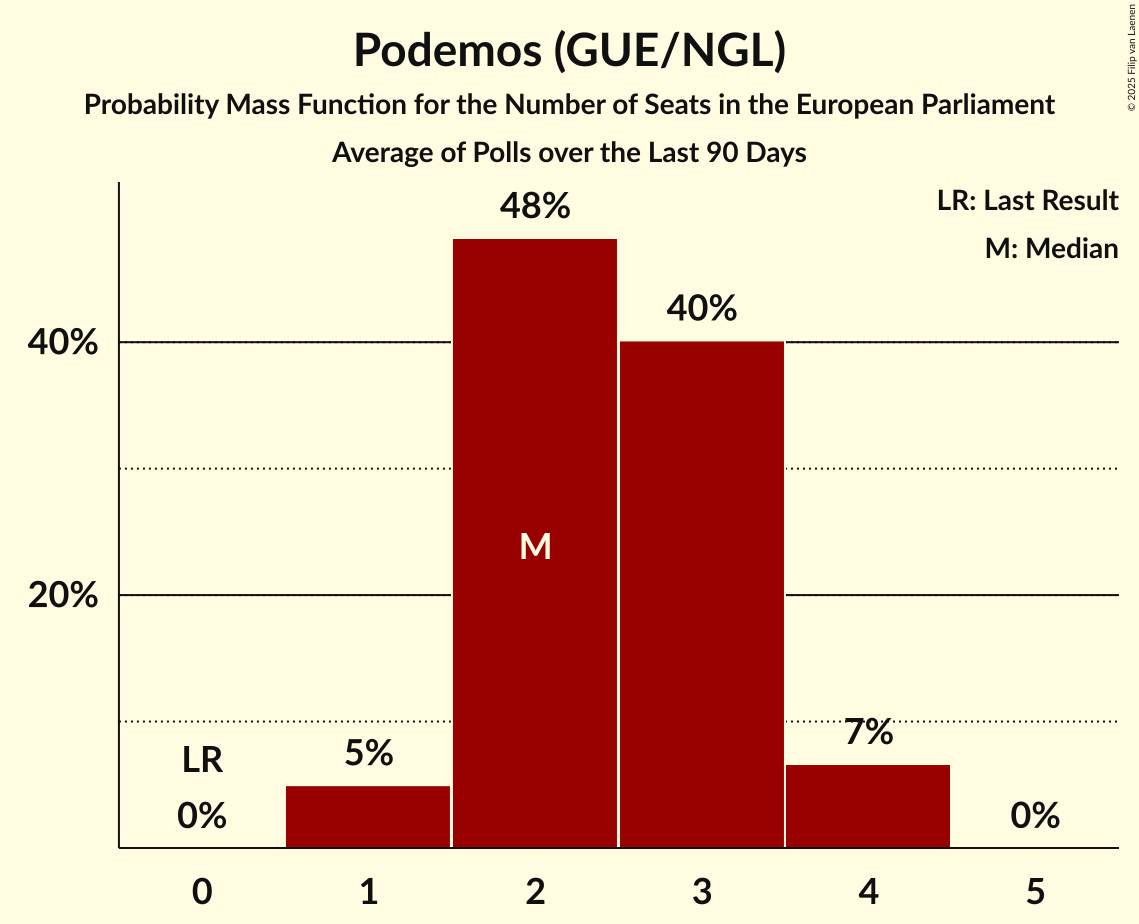 Podemos (GUE/NGL)
Probability Mass Function for the Number of Seats in the European Parliament
Average of Polls over the Last 90 Days
© 2025 Filip van Laenen
LR: Last Result
M: Median
48%
40%
40%
M
20%
7%
5%
LR
0%
0%
0 1 2 3 4 5